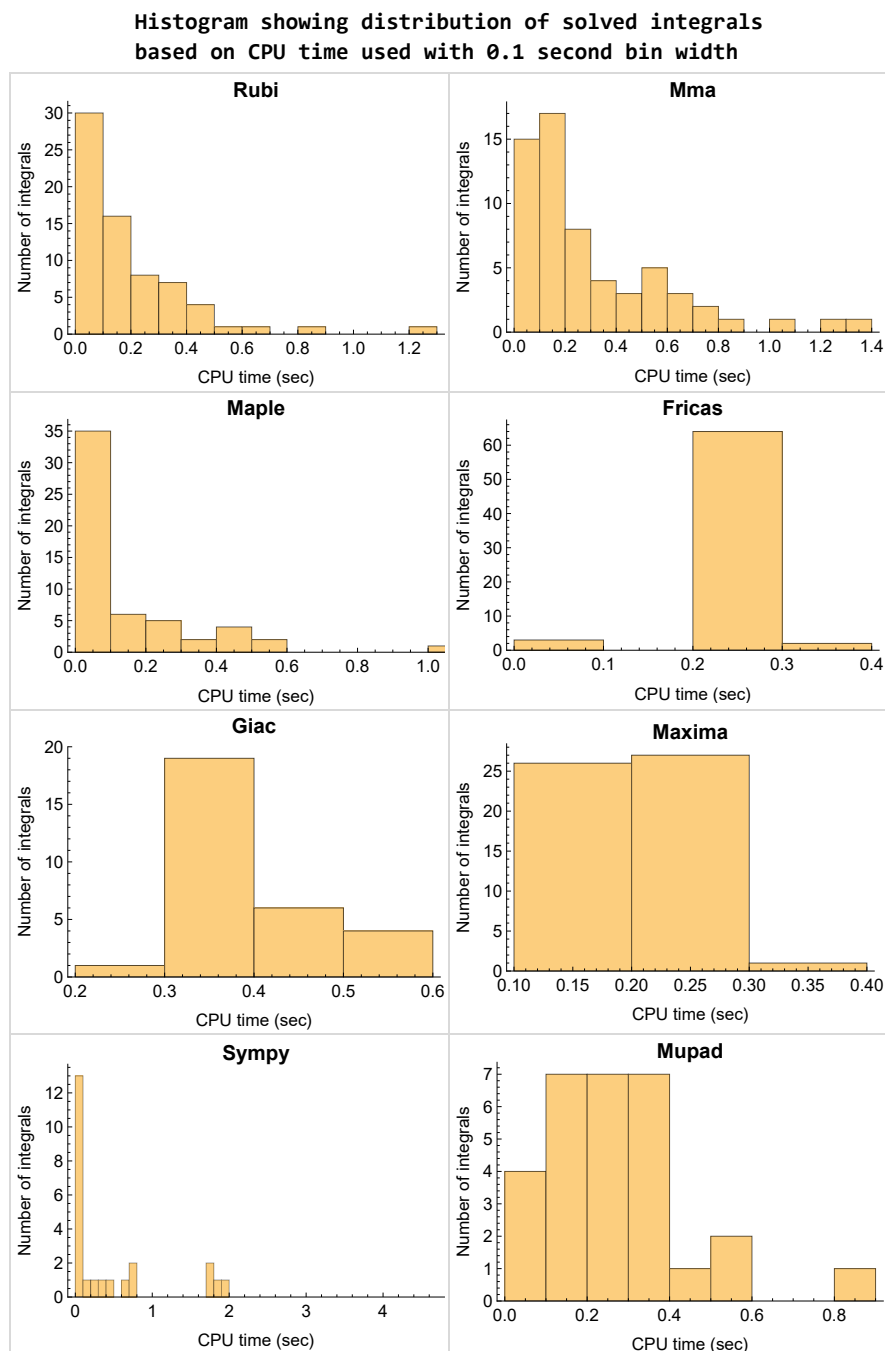 Histogram showing distribution of solved integrals
based on CPU time used with 0.1 second bin width
Rubi
Number of integrals
30
25
20
15
10
5
0
0.0 0.2 0.4 0.6 0.8 1.0 1.2
CPU time (sec)
Mma
Number of integrals
15
10
5
0
0.0 0.2 0.4 0.6 0.8 1.0 1.2 1.4
CPU time (sec)
Maple
Number of integrals
35
30
25
20
15
10
5
0
0.0 0.2 0.4 0.6 0.8 1.0
CPU time (sec)
Fricas
Number of integrals
60
50
40
30
20
10
0
0.0 0.1 0.2 0.3 0.4
CPU time (sec)
Giac
Number of integrals
20
15
10
5
0
0.2 0.3 0.4 0.5 0.6
CPU time (sec)
Maxima
Number of integrals
25
20
15
10
5
0
0.10 0.15 0.20 0.25 0.30 0.35 0.40
CPU time (sec)
Sympy
Number of integrals
12
10
8
6
4
2
0
0 1 2 3 4
CPU time (sec)
Mupad
Number of integrals
7
6
5
4
3
2
1
0
0.0 0.2 0.4 0.6 0.8
CPU time (sec)